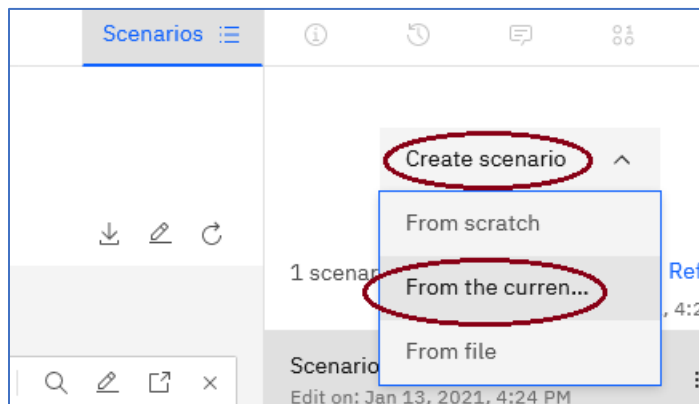 Scenarios
Create scenario
From scratch
1 scenar
From the curren...
Ref
, 4:2
From file
Scenario
Edit on: Jan 13, 2021, 4:24 PM